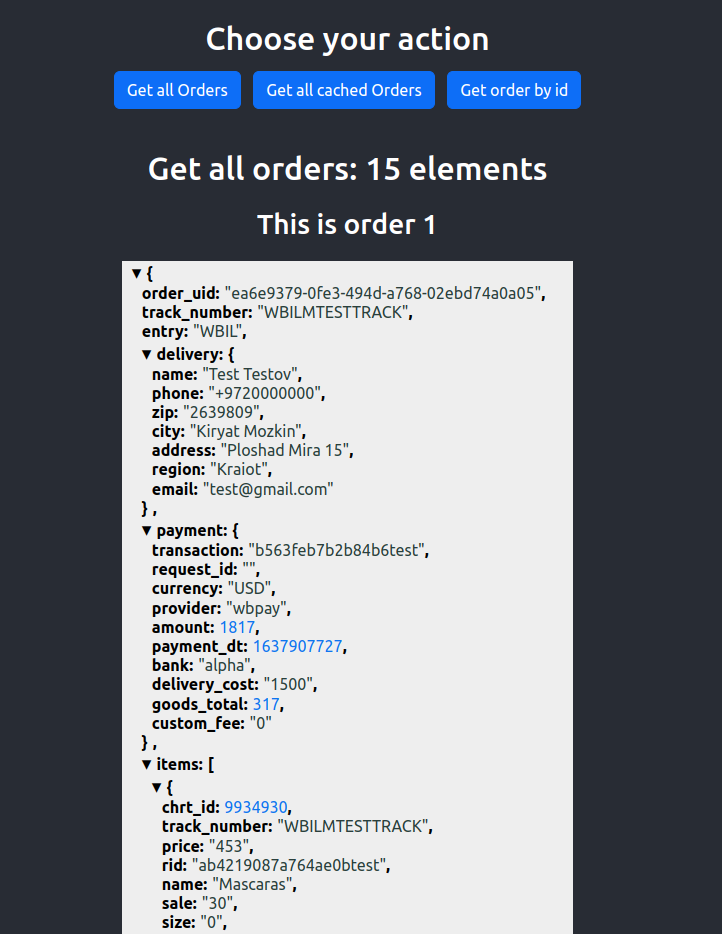 Choose your action
Get all Orders Get all cached Orders Get order by id
Get all orders: 15 elements
This is order 1
▼ {
order_uid: "ea6e9379-0fe3-494d-a768-02ebd74a0a05",
track_number: "WBILMTESTTRACK",
entry: "WBIL",
▼ delivery: {
name: "Test Testov",
phone: "+9720000000",
zip: "2639809",
city: "Kiryat Mozkin",
address: "Ploshad Mira 15",
region: "Kraiot",
email: "test@gmail.com"
} ,
▼ payment: {
transaction: "b563feb7b2b84b6test",
request_id: "",
currency: "USD",
provider: "wbpay",
amount: 1817,
payment_dt: 1637907727,
bank: "alpha",
delivery_cost: "1500",
goods_total: 317,
custom_fee: "0"
} ,
▼ items: [
▼ {
chrt_id: 9934930,
track_number: "WBILMTESTTRACK",
price: "453",
rid: "ab4219087a764ae0btest",
name: "Mascaras",
sale: "30",
size: "0",